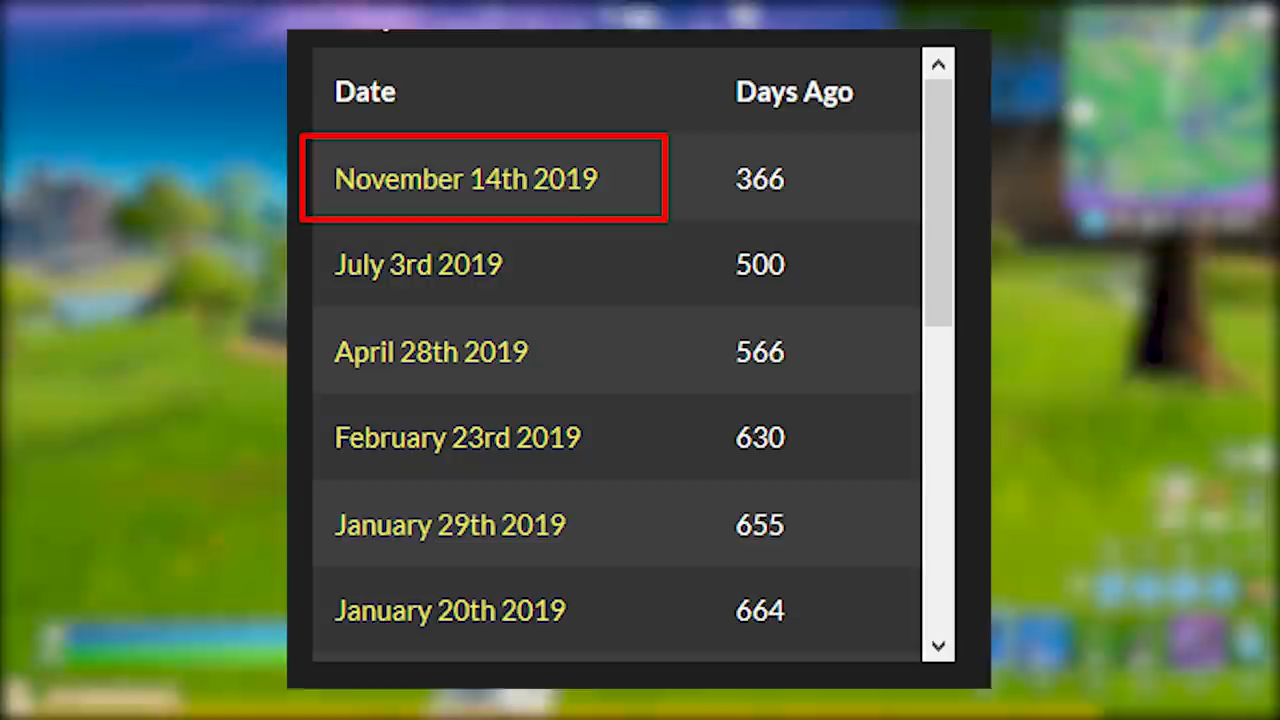 Date Days Ago
November 14th 2019 366
July 3rd 2019 500
April 28th 2019 566
February 23rd 2019 630
January 29th 2019 655
January 20th 2019 664